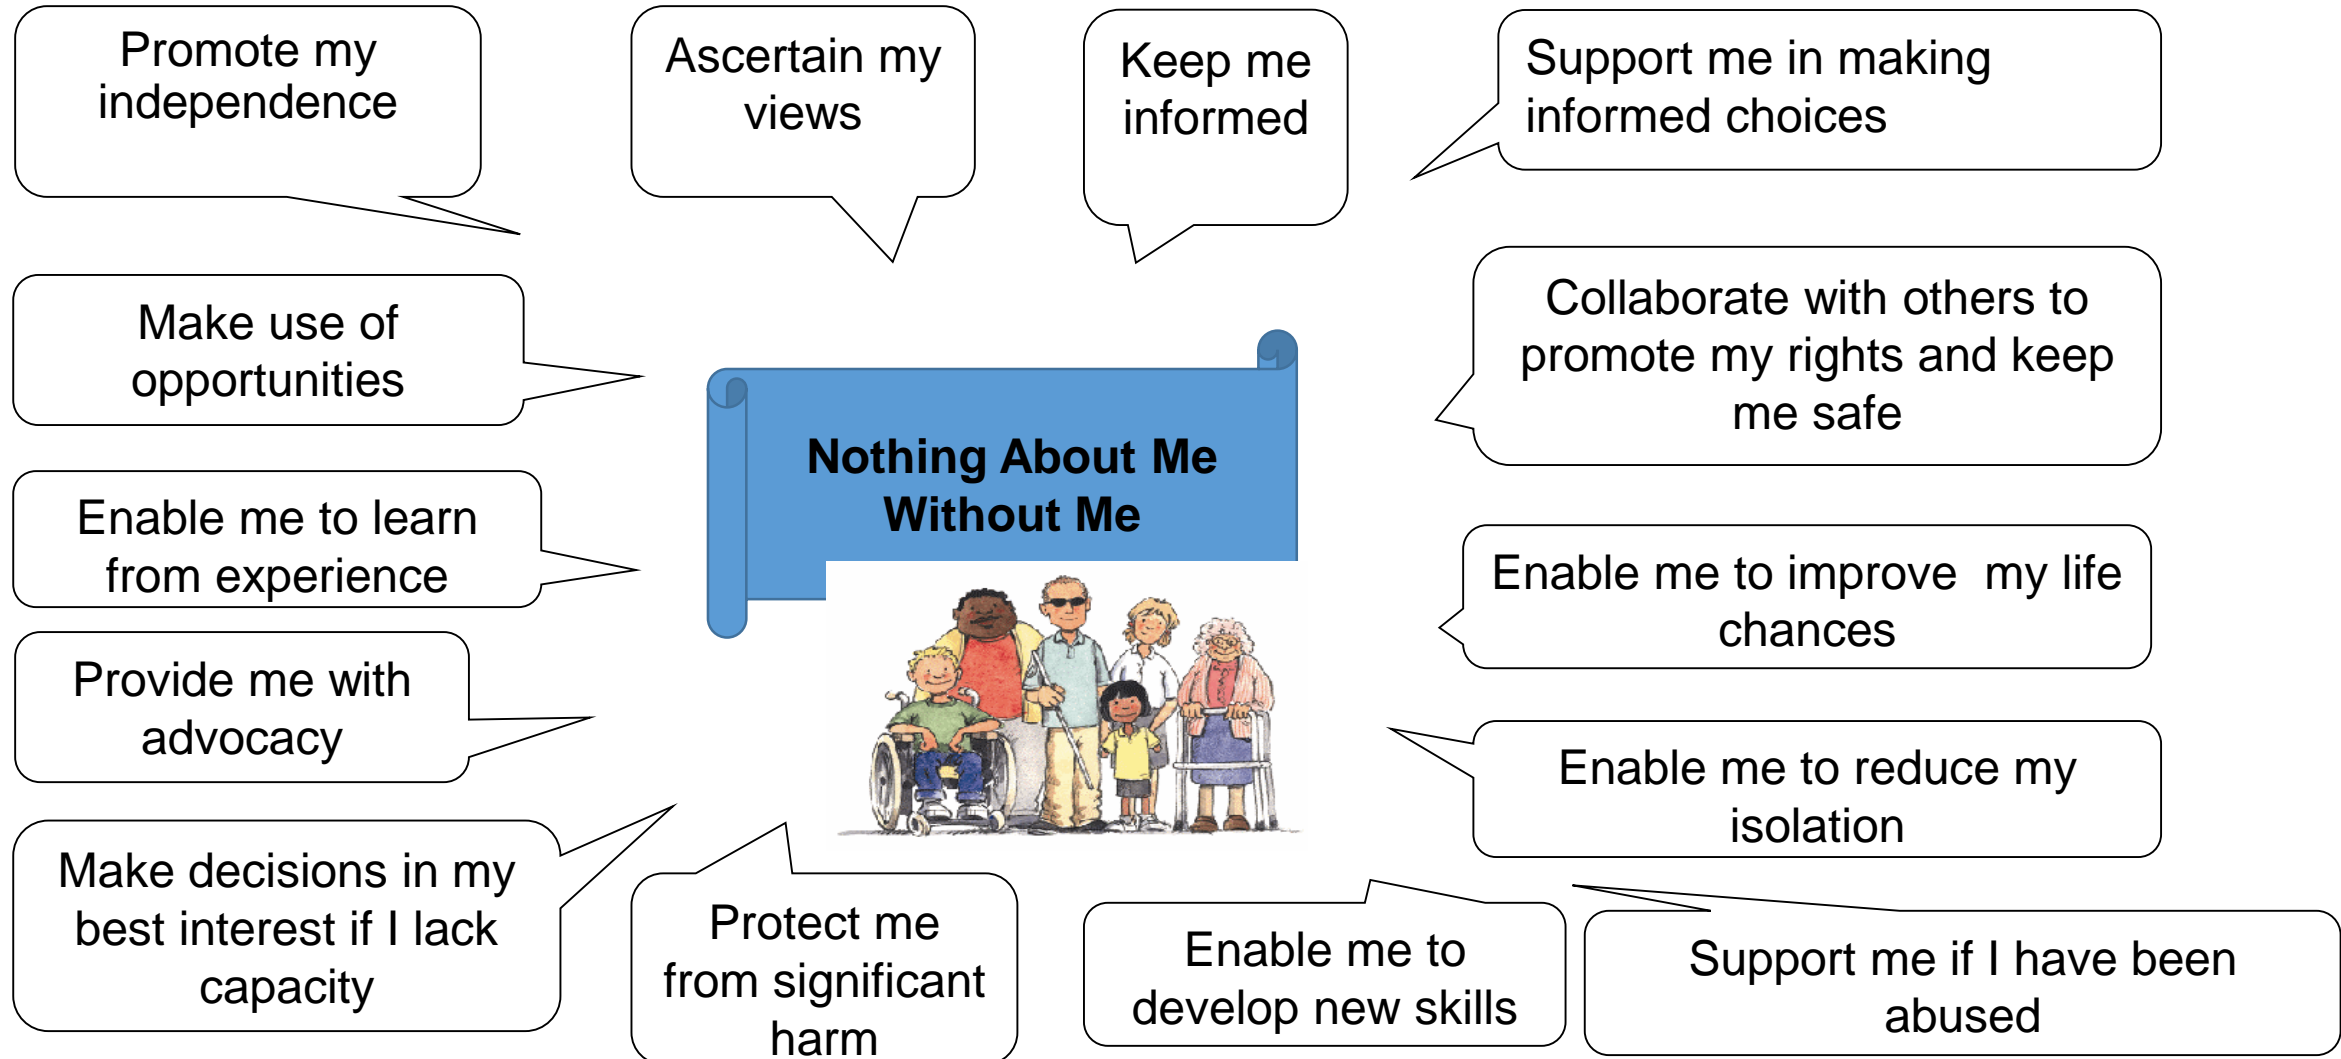 Promote my
independence
Ascertain my
views
Keep me
informed
Support me in making
informed choices
Make use of
opportunities
Collaborate with others to
promote my rights and keep
me safe
Nothing About Me
Without Me
Enable me to learn
from experience
Enable me to improve  my life
chances
Provide me with
advocacy
Enable me to reduce my
isolation
Make decisions in my
best interest if I lack
capacity
Protect me
from significant
harm
Enable me to
develop new skills
Support me if I have been
abused